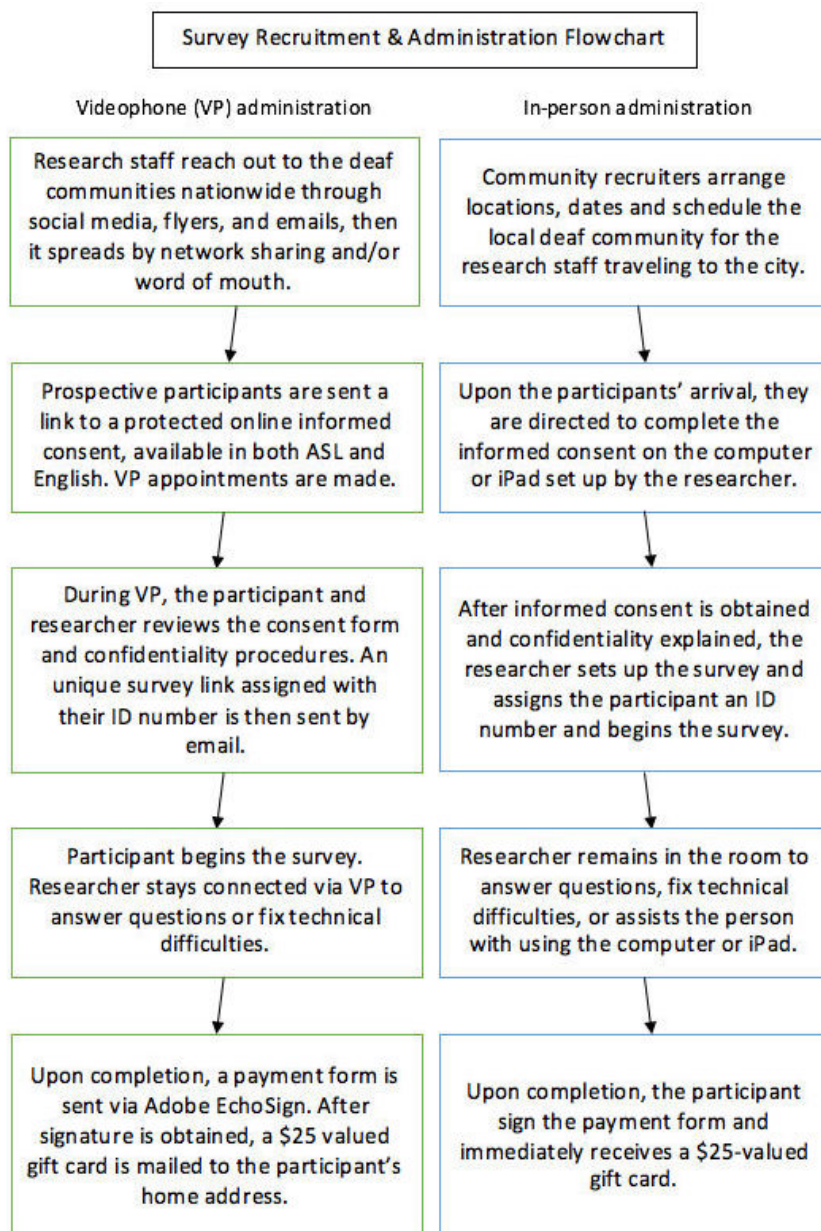 Survey Recruitment & Administration Flowchart
Videophone (VP) administration
Research staff reach out to the deaf
communities nationwide through
social media, flyers, and emails, then
it spreads by network sharing and/or
word of mouth.
Prospective participants are sent a
link to a protected online informed
consent, available in both ASL and
English. VP appointments are made.
During VP, the participant and
researcher reviews the consent form
and confidentiality procedures. An
unique survey link assigned with
their ID number is then sent by
email.
Participant begins the survey.
Researcher stays connected via VP to
answer questions or fix technical
difficulties.
Upon completion, a payment form is
sent via Adobe EchoSign. After
signature is obtained, a $25 valued
gift card is mailed to the participant's
home address.
In-person administration
Community recruiters arrange
locations, dates and schedule the
local deaf community for the
research staff traveling to the city.
Upon the participants' arrival, they
are directed to complete the
informed consent on the computer
or iPad set up by the researcher.
After informed consent is obtained
and confidentiality explained, the
researcher sets up the survey and
assigns the participant an ID
number and begins the survey.
Researcher remains in the room to
answer questions, fix technical
difficulties, or assists the person
with using the computer or iPad.
Upon completion, the participant
sign the payment form and
immediately receives a $25-valued
gift card.